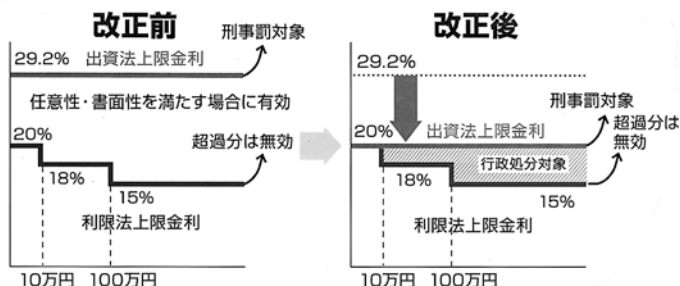 改正前
29.2% 出資法上限金利
刑事罰対象
任意性・書面性を満たす場合に有効
20%
超過分は無効
18%
15%
利限法上限金利
10万円 100万円
改正後
29.2%
刑事罰対象
20% 出資法上限金利
超過分は
無効
行政処分対象
18%
15%
利限法上限金利
10万円 100万円